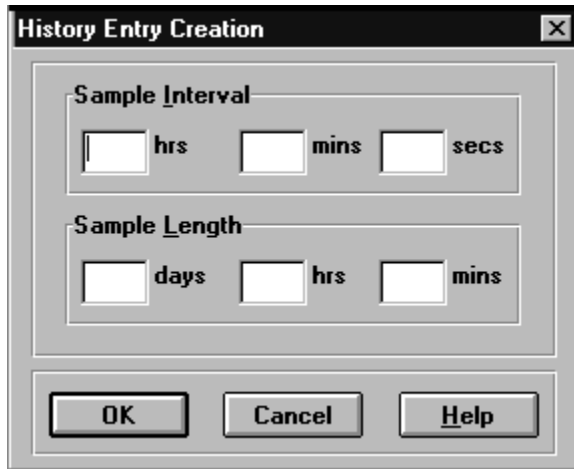 History Entry Creation
Sample Interval
hrs mins secs
Sample Length
days hrs mins
OK Cancel Help